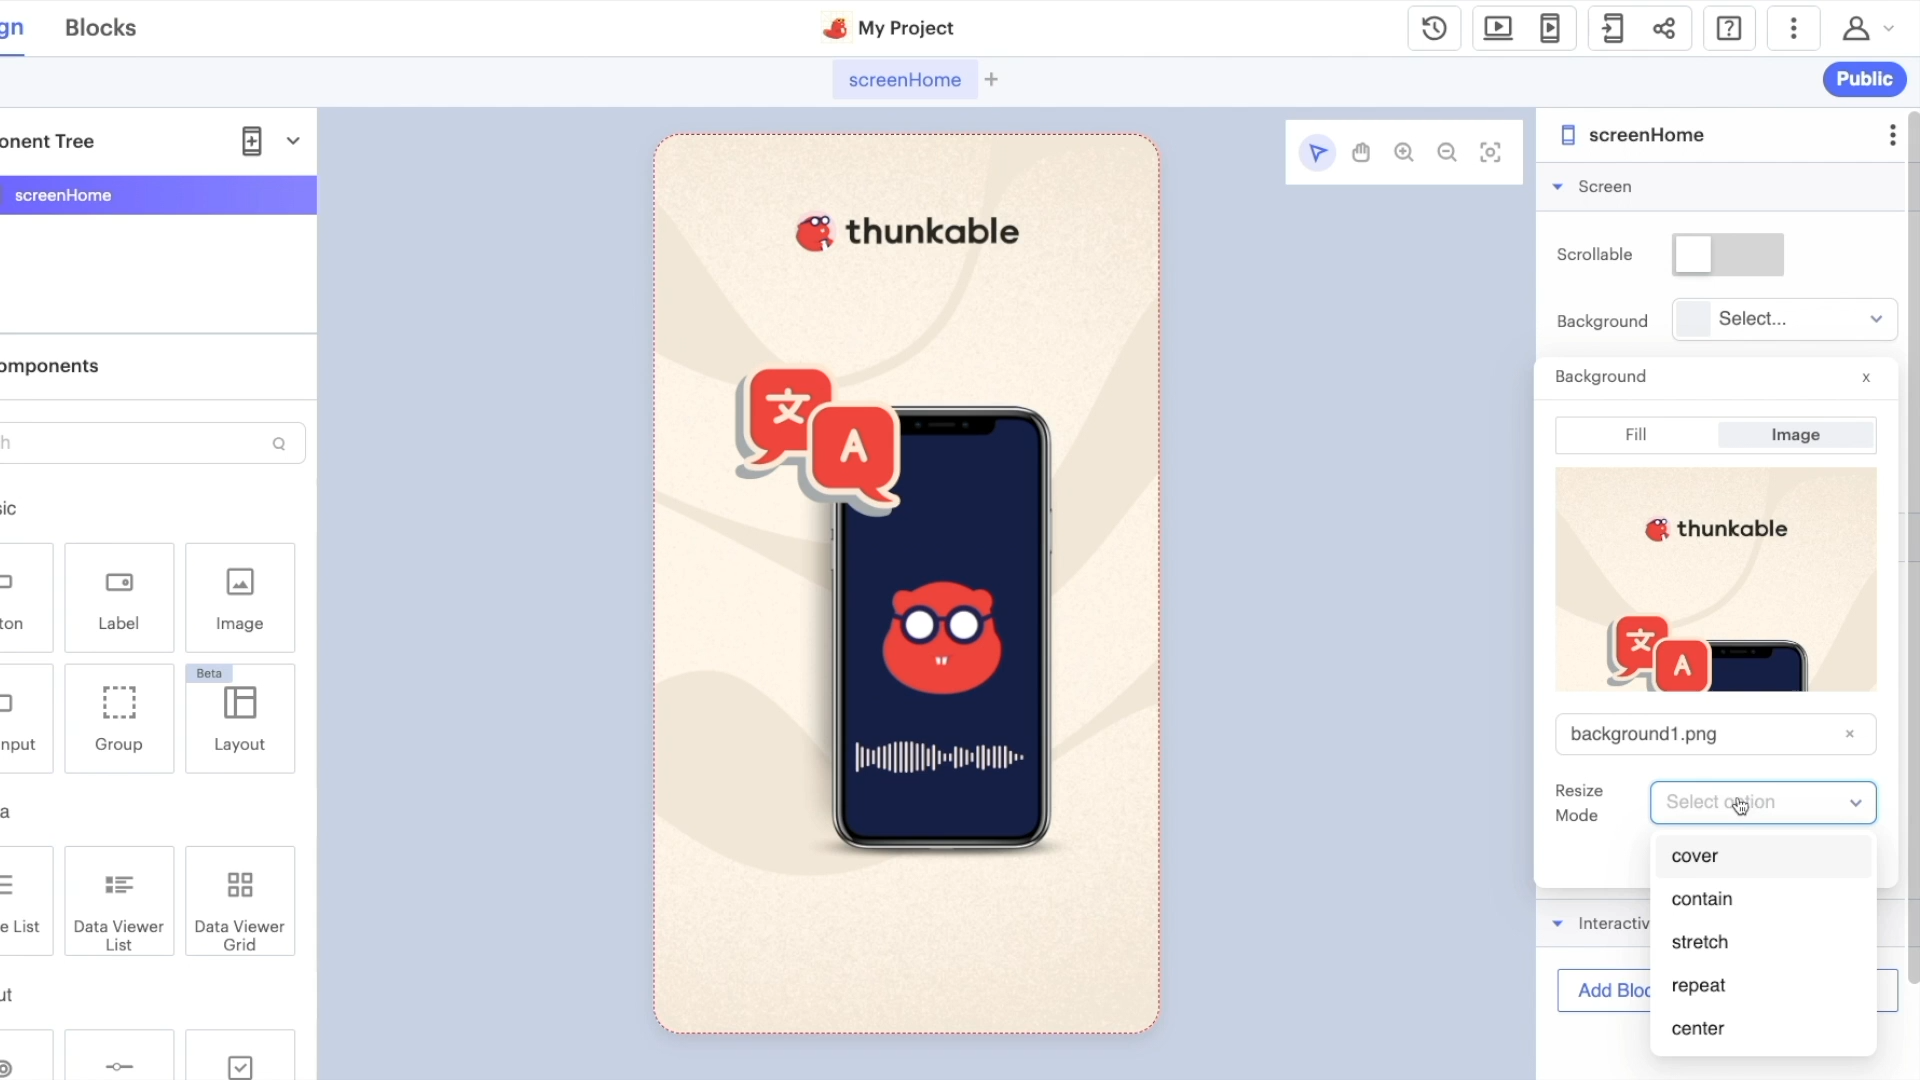 gn
Blocks
My Project
screenHome +
Public
onent Tree
screenHome
omponents
h
sic
ton
Label
Image
nput
Group
Beta
Layout
a
e List
Data Viewer
List
Data Viewer
Grid
ut
thunkable
文
A
screenHome
Screen
Scrollable
Background
Select...
Background
x
Fill
Image
thunkable
文
A
background1.png
×
Resize
Mode
Select option
cover
contain
stretch
repeat
center
Interactiv
Add Bloc